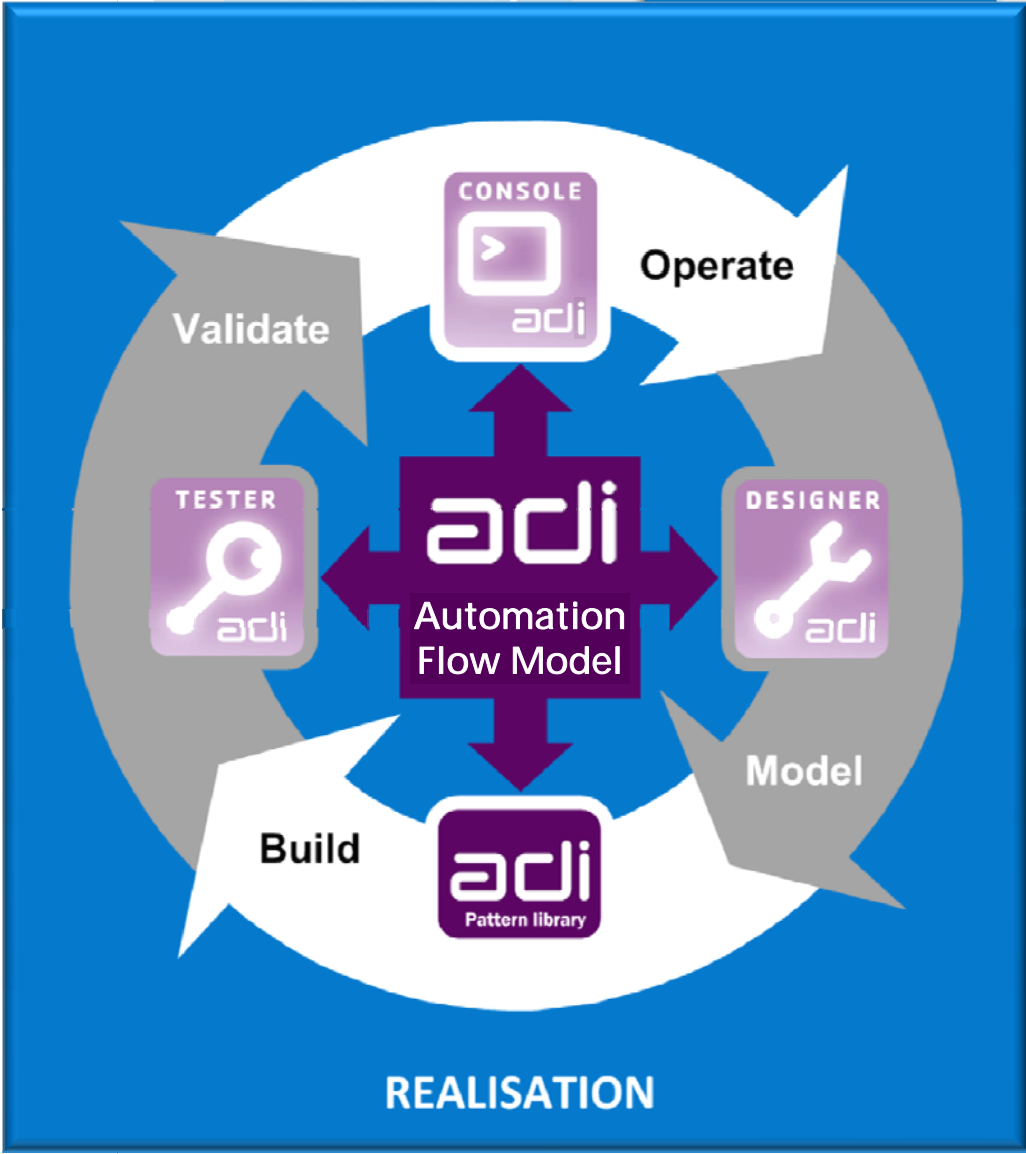 CONSOLE
adi
Operate
Validate
TESTER
adi
adi
Automation
Flow Model
DESIGNER
adi
Model
Build
adi
Pattern library
REALISATION